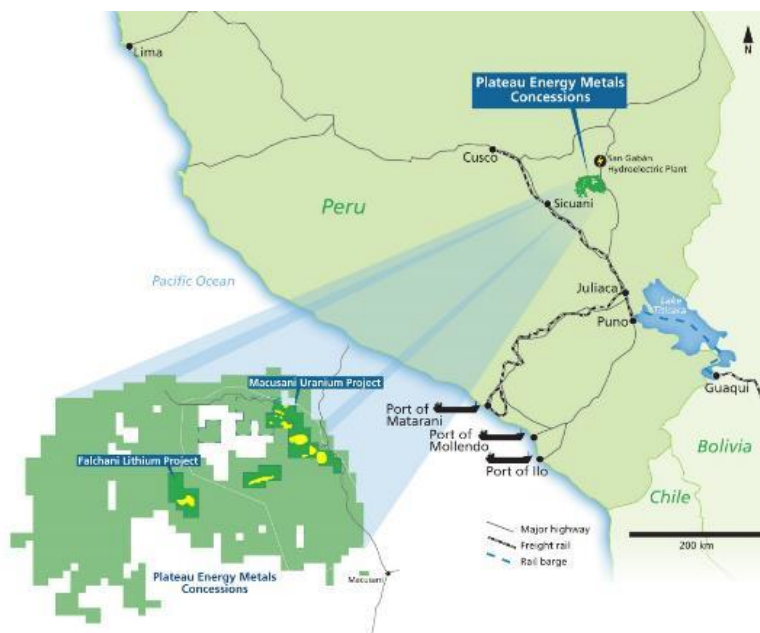 Lima
N
Plateau Energy Metals
Concessions
San Gabán
Hydroelectric Plant
Cusco
Sicuani
Peru
Pacific Ocean
Juliaca
Lake
Titicaca
Puno
Guaqui
Macusani Uranium Project
Port of
Matarani
Port of
Mollendo
Port of Ilo
Bolivia
Falchani Lithium Project
Chile
Major highway
Freight rail
Rail barge
200 km
Macusani
Plateau Energy Metals
Concessions